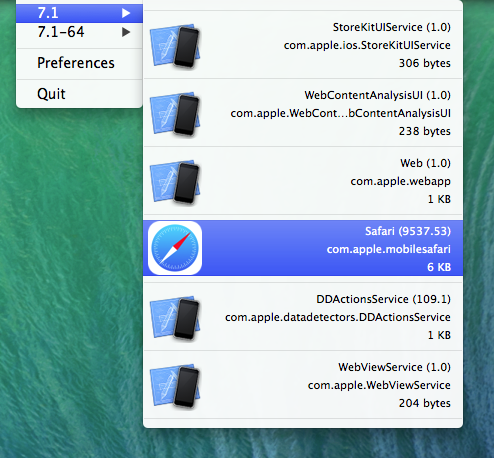 7.1
7.1-64
Preferences
Quit
StoreKitUIService (1.0)
com.apple.ios.StoreKitUIService
306 bytes
WebContentAnalysisUI (1.0)
com.apple.WebCont...bContentAnalysisUI
238 bytes
Web (1.0)
com.apple.webapp
1 KB
Safari (9537.53)
com.apple.mobilesafari
6 KB
DDActionsService (109.1)
com.apple.datadetectors.DDActionsService
1 KB
WebViewService (1.0)
com.apple.WebViewService
204 bytes